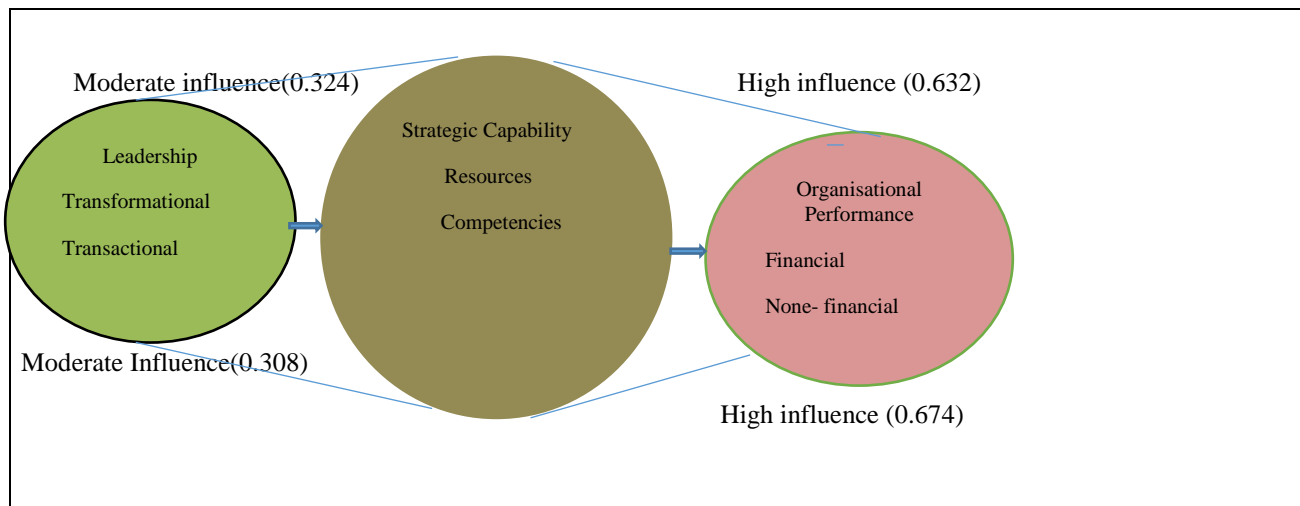 Moderate influence(0.324)
High influence (0.632)
Leadership
Transformational
Transactional
Strategic Capability
Resources
Competencies
Organisational
Performance
Financial
None- financial
Moderate Influence(0.308)
High influence (0.674)